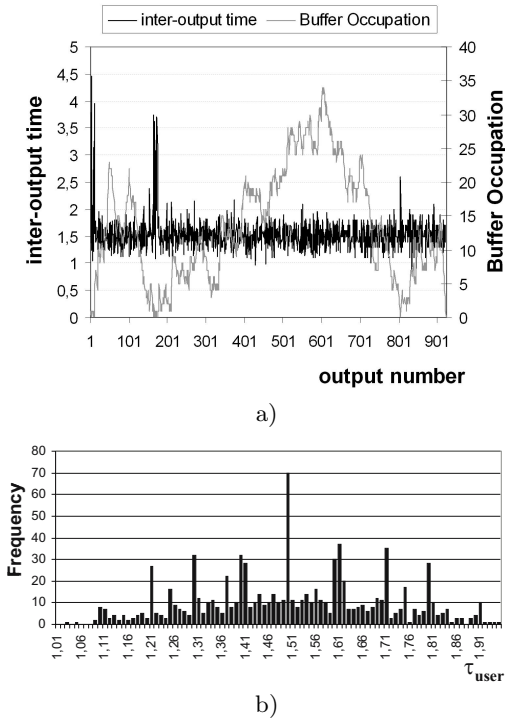 inter-output time Buffer Occupation
5
4,5
4
3,5
3
2,5
2
1,5
1
0,5
0
inter-output time
40
35
30
25
20
15
10
5
0
Buffer Occupation
1 101 201 301 401 501 601 701 801 901
output number
a)
80
70
60
50
40
30
20
10
0
Frequency
1,01 1,06 1,11 1,16 1,21 1,26 1,31 1,36 1,41 1,46 1,51 1,56 1,61 1,66 1,71 1,76 1,81 1,86 1,91
τuser
b)